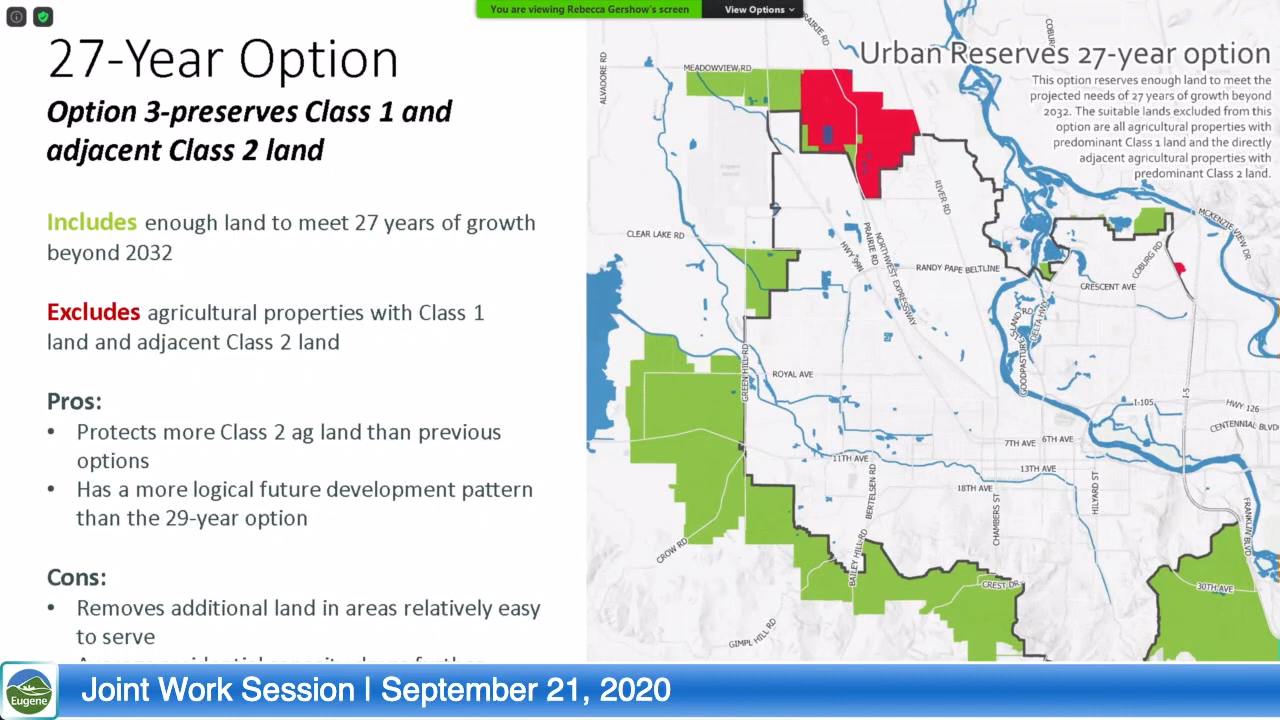 You are viewing Rebecca Gershow's screen
View Options
27-Year Option
Option 3-preserves Class 1 and
adjacent Class 2 land
Includes enough land to meet 27 years of growth
beyond 2032
Excludes agricultural properties with Class 1
land and adjacent Class 2 land
Pros:
• Protects more Class 2 ag land than previous
options
• Has a more logical future development pattern
than the 29-year option
Cons:
• Removes additional land in areas relatively easy
to serve
Urban Reserves 27-year option
This option reserves enough land to meet the
projected needs of 27 years of growth beyond
2032. The suitable lands excluded from this
option are all agricultural properties with
predominant Class 1 land and the directly
adjacent agricultural properties with
predominant Class 2 land.
ALVADORE RD
MEADOWVIEW RD
PRAIRIE RD
COBURG
RIVER RD
MCKENZIE VIEW DR
CLEAR LAKE RD
HWY 99N
PRAIRIE RD
NORTHWEST EXPRESSWAY
RANDY PAPE BELTLINE
COBURG RD
CRESCENT AVE
GOODPASTURE ISLAND RD
DELTA HWY
GREEN HILL RD
ROYAL AVE
I-105
I-5
HWY 126
CENTENNIAL BLVD
7TH AVE
6TH AVE
11TH AVE
13TH AVE
18TH AVE
BERTELSEN RD
CHAMBERS ST
HILYARD ST
FRANKLIN BLVD
CROW RD
BAILEY HILL RD
CREST DR
30TH AVE
GIMPL HILL RD
Eugene
Joint Work Session | September 21, 2020